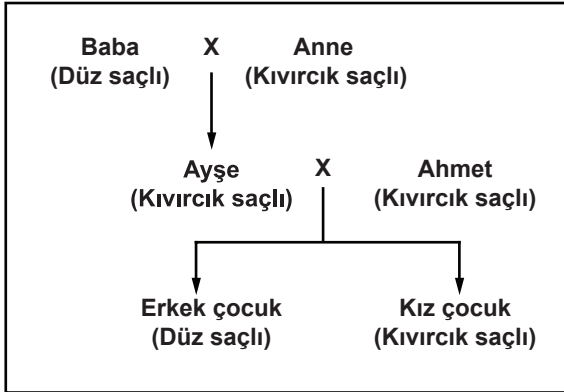 Baba X Anne
(Düz saçlı) (Kıvırcık saçlı)
Ayşe X Ahmet
(Kıvırcık saçlı) (Kıvırcık saçlı)
Erkek çocuk Kız çocuk
(Düz saçlı) (Kıvırcık saçlı)